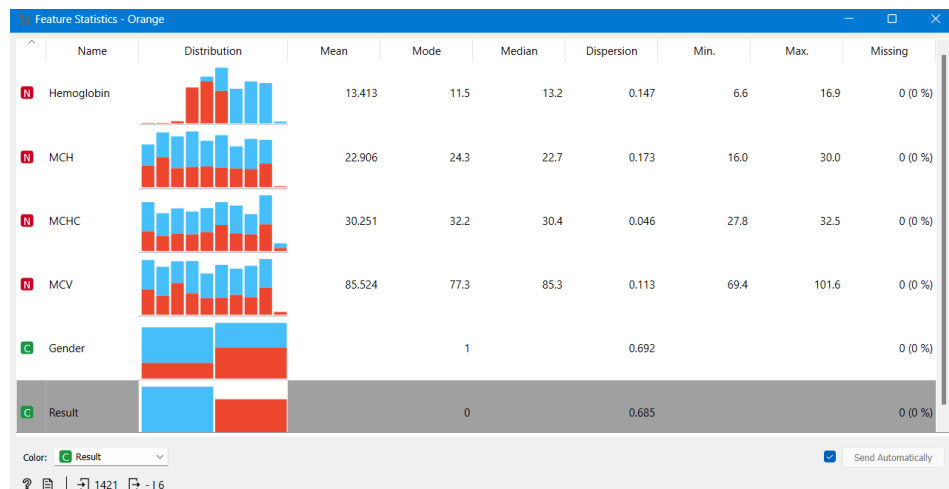 Feature Statistics - Orange
Name Distribution Mean Mode Median Dispersion Min. Max. Missing
N Hemoglobin 13.413 11.5 13.2 0.147 6.6 16.9 0 (0 %)
N MCH 22.906 24.3 22.7 0.173 16.0 30.0 0 (0 %)
N MCHC 30.251 32.2 30.4 0.046 27.8 32.5 0 (0 %)
N MCV 85.524 77.3 85.3 0.113 69.4 101.6 0 (0 %)
C Gender 1 0.692 0 (0 %)
C Result 0 0.685 0 (0 %)
Color: C Result Send Automatically
? 1421 - | 6